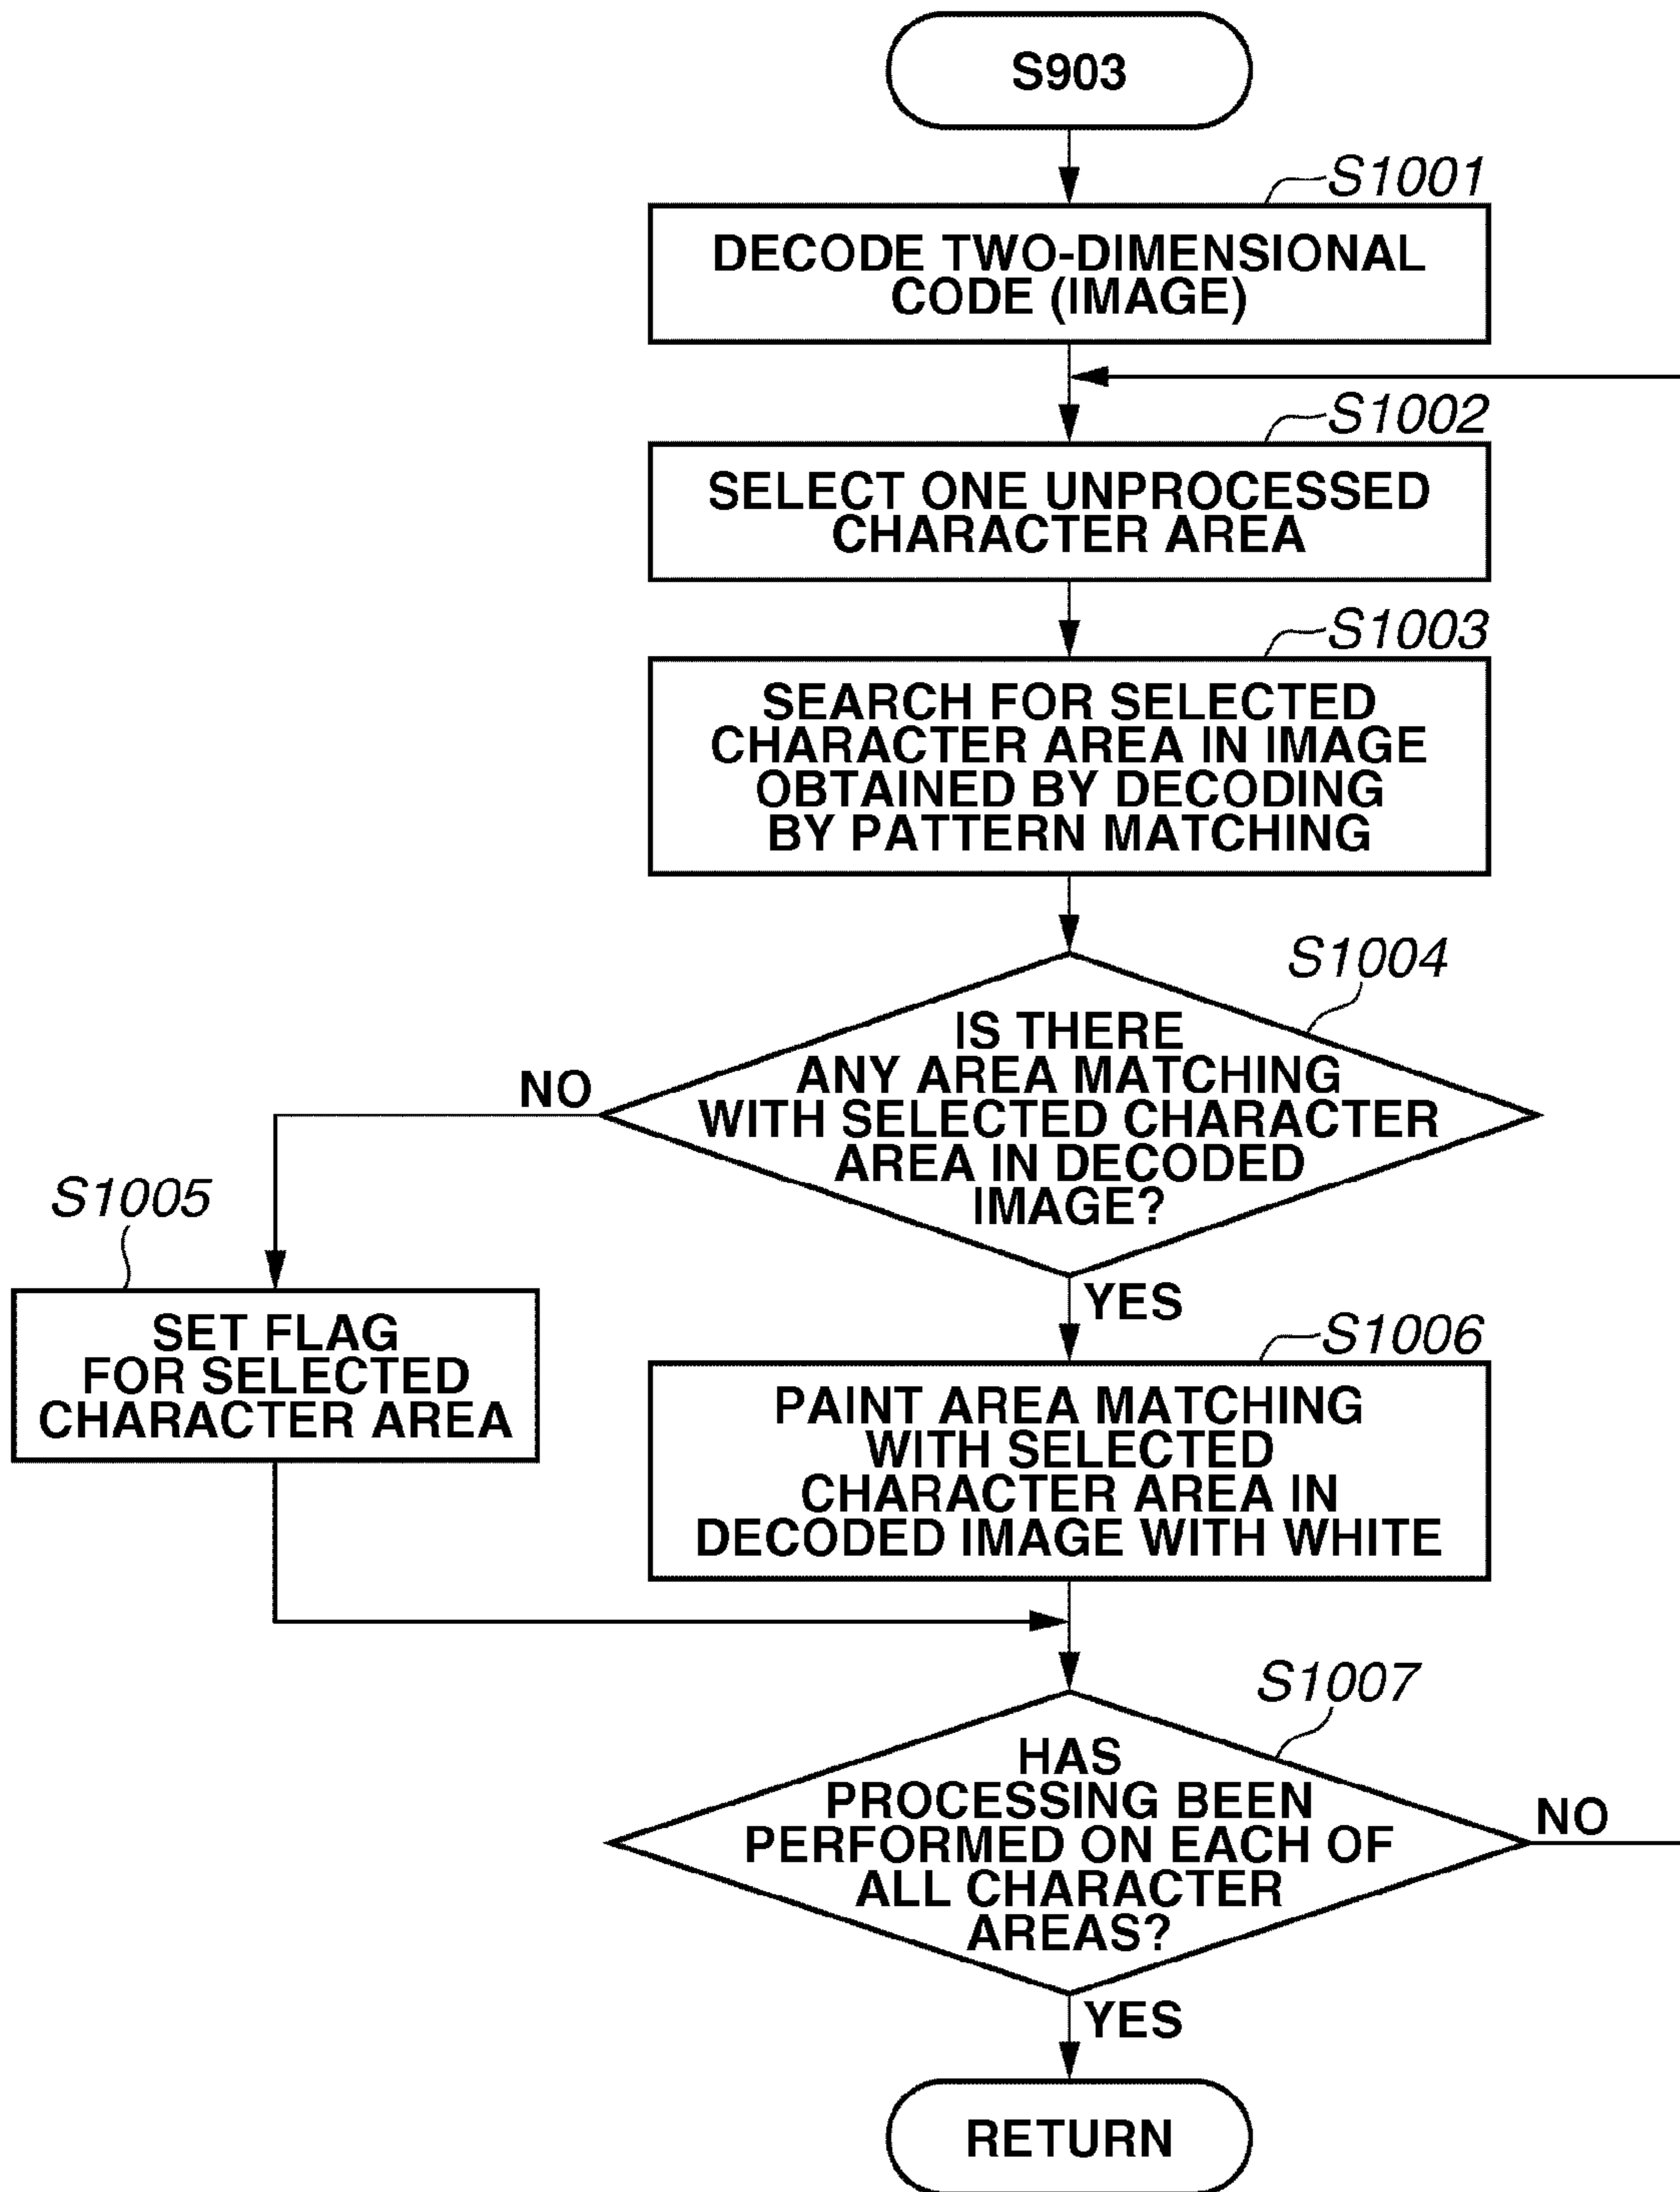 S903
S1001
DECODE TWO-DIMENSIONAL
CODE (IMAGE)
S1002
SELECT ONE UNPROCESSED
CHARACTER AREA
S1003
SEARCH FOR SELECTED
CHARACTER AREA IN IMAGE
OBTAINED BY DECODING
BY PATTERN MATCHING
S1004
IS THERE
ANY AREA MATCHING
WITH SELECTED CHARACTER
AREA IN DECODED
IMAGE?
NO
S1005
SET FLAG
FOR SELECTED
CHARACTER AREA
YES
S1006
PAINT AREA MATCHING
WITH SELECTED
CHARACTER AREA IN
DECODED IMAGE WITH WHITE
S1007
HAS
PROCESSING BEEN
PERFORMED ON EACH OF
ALL CHARACTER
AREAS?
NO
YES
RETURN